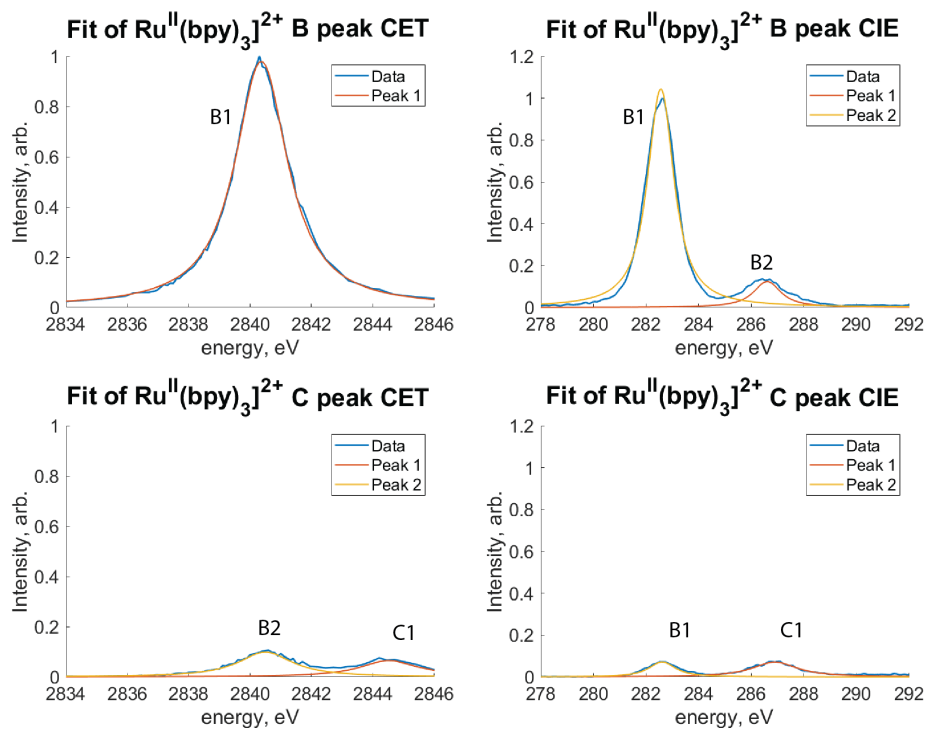 Fit of Ru^II(bpy)_3]^2+ B peak CET
1
0.8
0.6
0.4
0.2
0
Intensity, arb.
B1
Data
Peak 1
2834 2836 2838 2840 2842 2844 2846
energy, eV
Fit of Ru^II(bpy)_3]^2+ B peak CIE
1.2
1
0.8
0.6
0.4
0.2
0
Intensity, arb.
B1
B2
Data
Peak 1
Peak 2
278 280 282 284 286 288 290 292
energy, eV
Fit of Ru^II(bpy)_3]^2+ C peak CET
1
0.8
0.6
0.4
0.2
0
Intensity, arb.
B2
C1
Data
Peak 1
Peak 2
2834 2836 2838 2840 2842 2844 2846
energy, eV
Fit of Ru^II(bpy)_3]^2+ C peak CIE
1.2
1
0.8
0.6
0.4
0.2
0
Intensity, arb.
B1
C1
Data
Peak 1
Peak 2
278 280 282 284 286 288 290 292
energy, eV